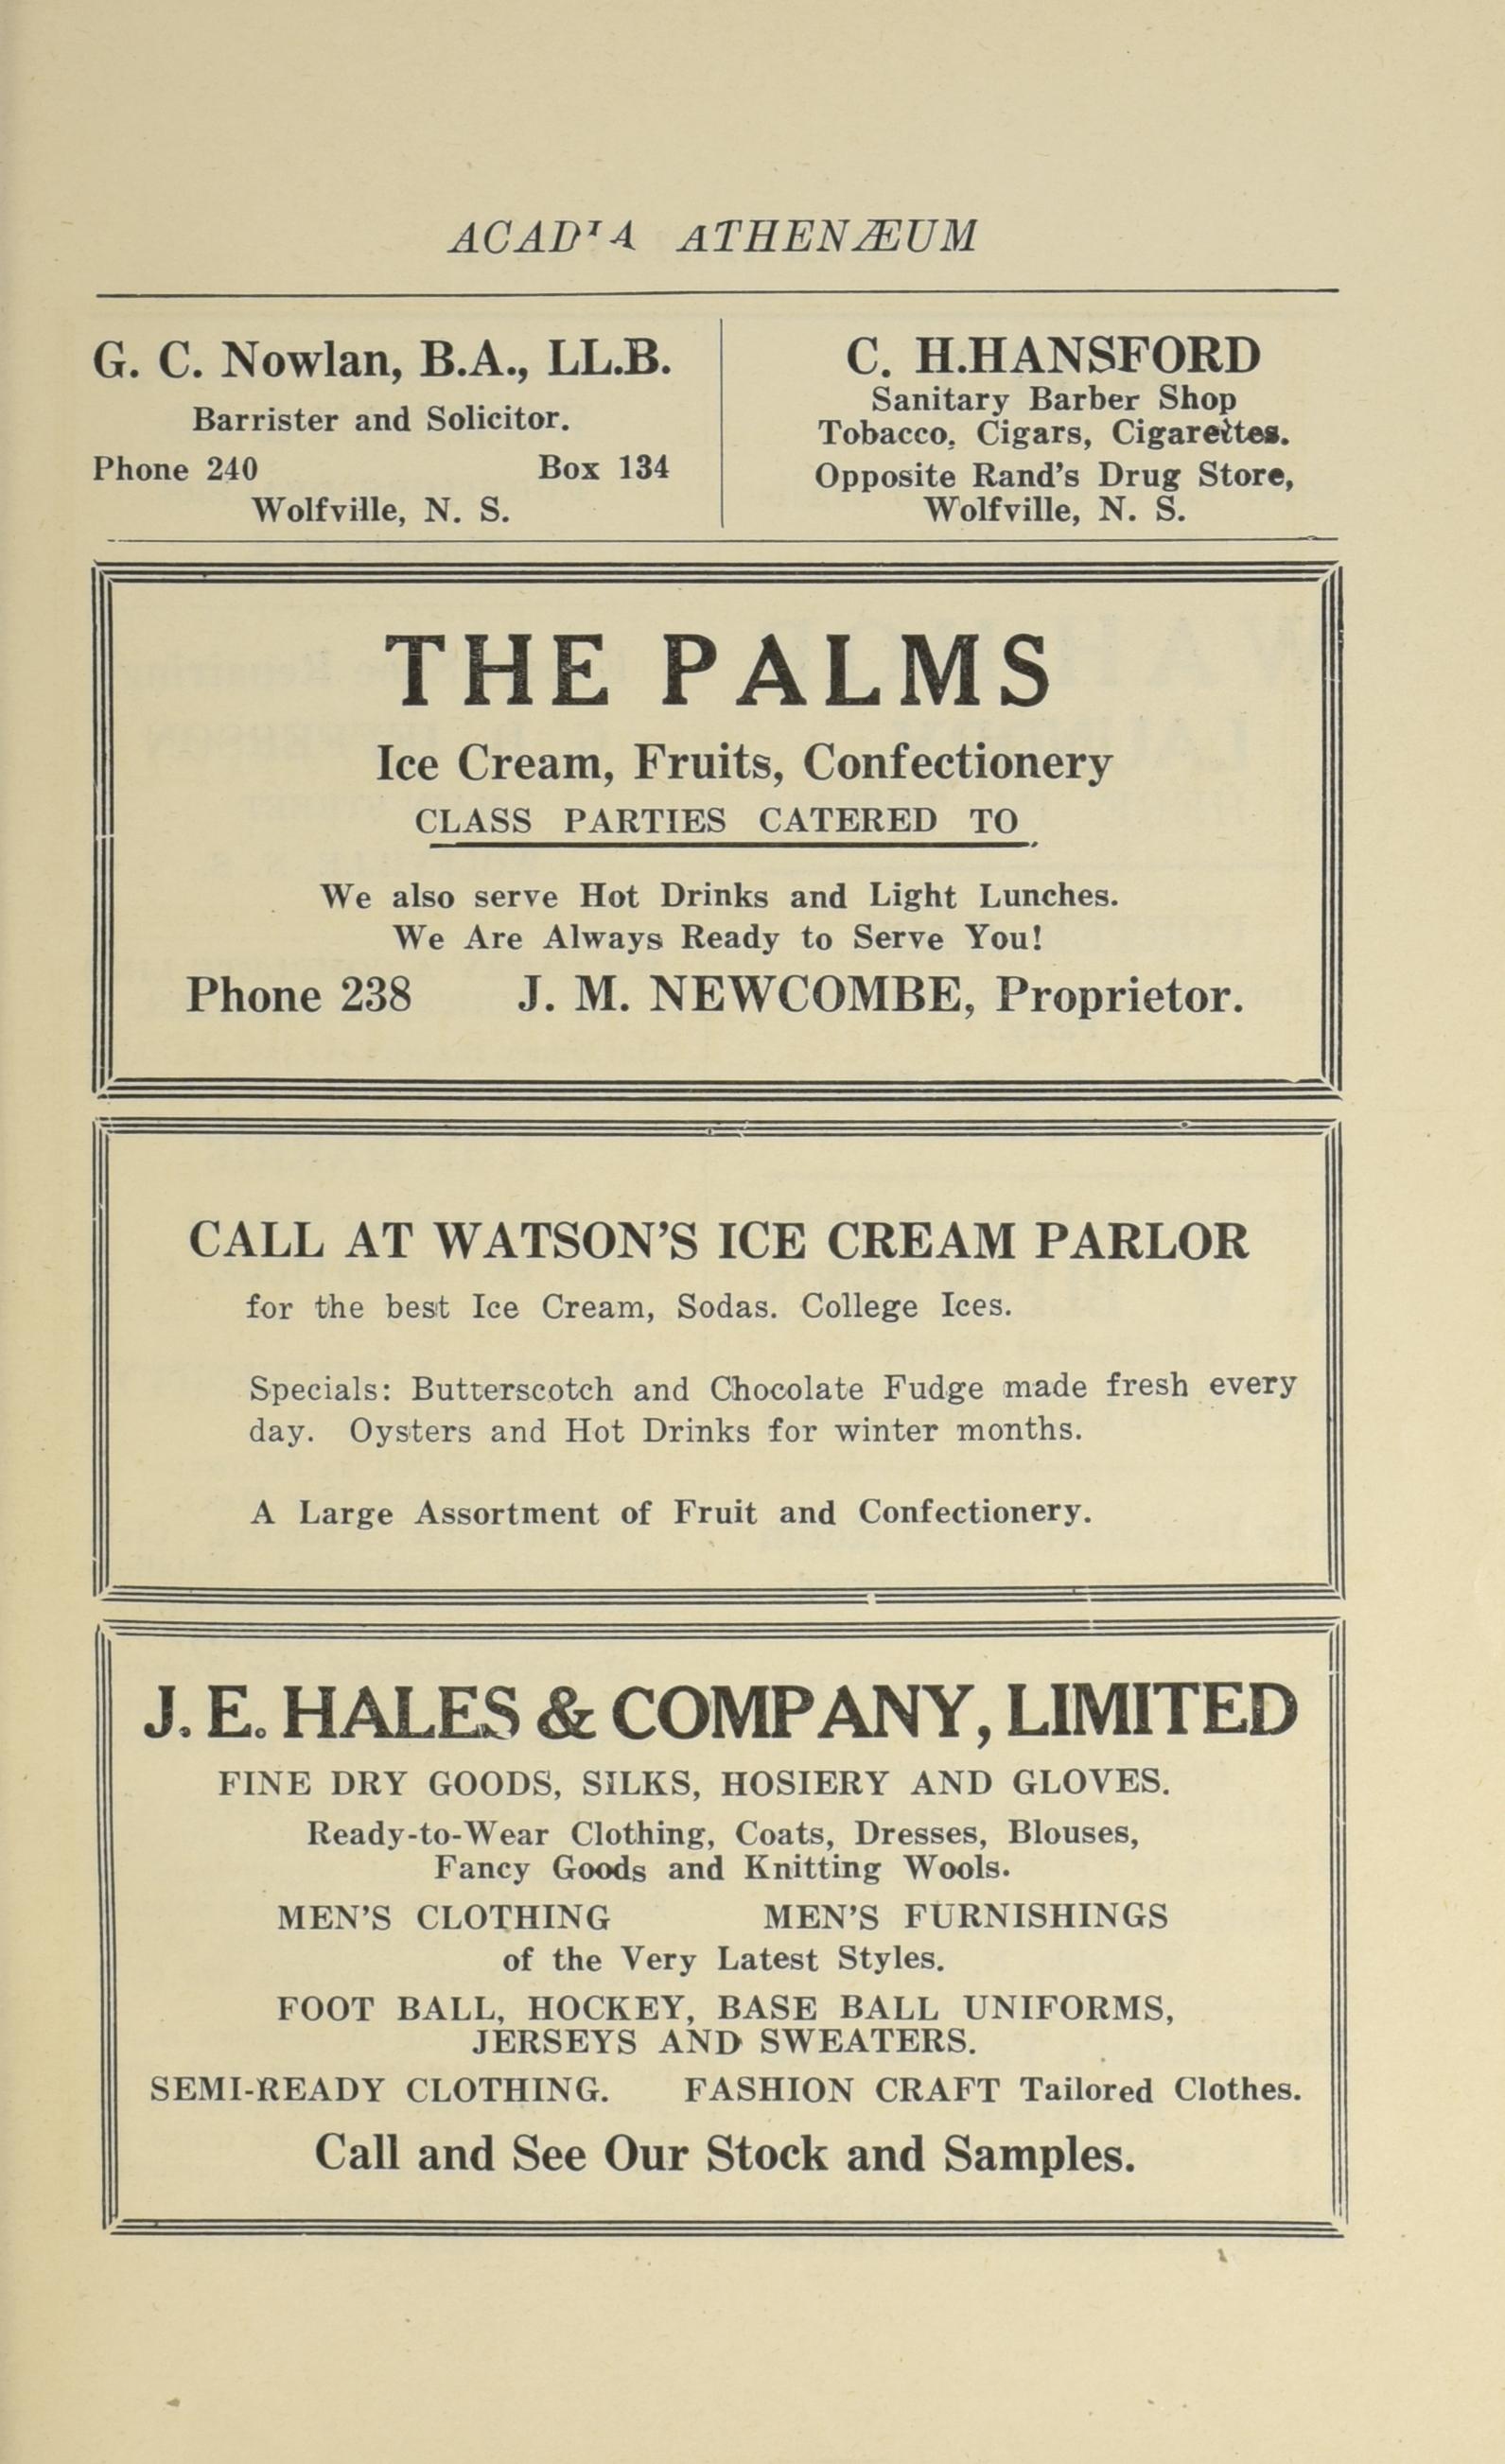 ACADIA ATHENÆUM
G. C. Nowlan, B.A., LL.B.
Barrister and Solicitor.
Phone 240 Box 134
Wolfville, N. S.
C. H.HANSFORD
Sanitary Barber Shop
Tobacco, Cigars, Cigarettes.
Opposite Rand's Drug Store,
Wolfville, N. S.
THE PALMS
Ice Cream, Fruits, Confectionery
CLASS PARTIES CATERED TO
We also serve Hot Drinks and Light Lunches.
We Are Always Ready to Serve You!
Phone 238 J. M. NEWCOMBE, Proprietor.
CALL AT WATSON'S ICE CREAM PARLOR
for the best Ice Cream, Sodas. College Ices.
Specials: Butterscotch and Chocolate Fudge made fresh every
day. Oysters and Hot Drinks for winter months.
A Large Assortment of Fruit and Confectionery.
J. E. HALES & COMPANY, LIMITED
FINE DRY GOODS, SILKS, HOSIERY AND GLOVES.
Ready-to-Wear Clothing, Coats, Dresses, Blouses,
Fancy Goods and Knitting Wools.
MEN'S CLOTHING MEN'S FURNISHINGS
of the Very Latest Styles.
FOOT BALL, HOCKEY, BASE BALL UNIFORMS,
JERSEYS AND SWEATERS.
SEMI-READY CLOTHING. FASHION CRAFT Tailored Clothes.
Call and See Our Stock and Samples.